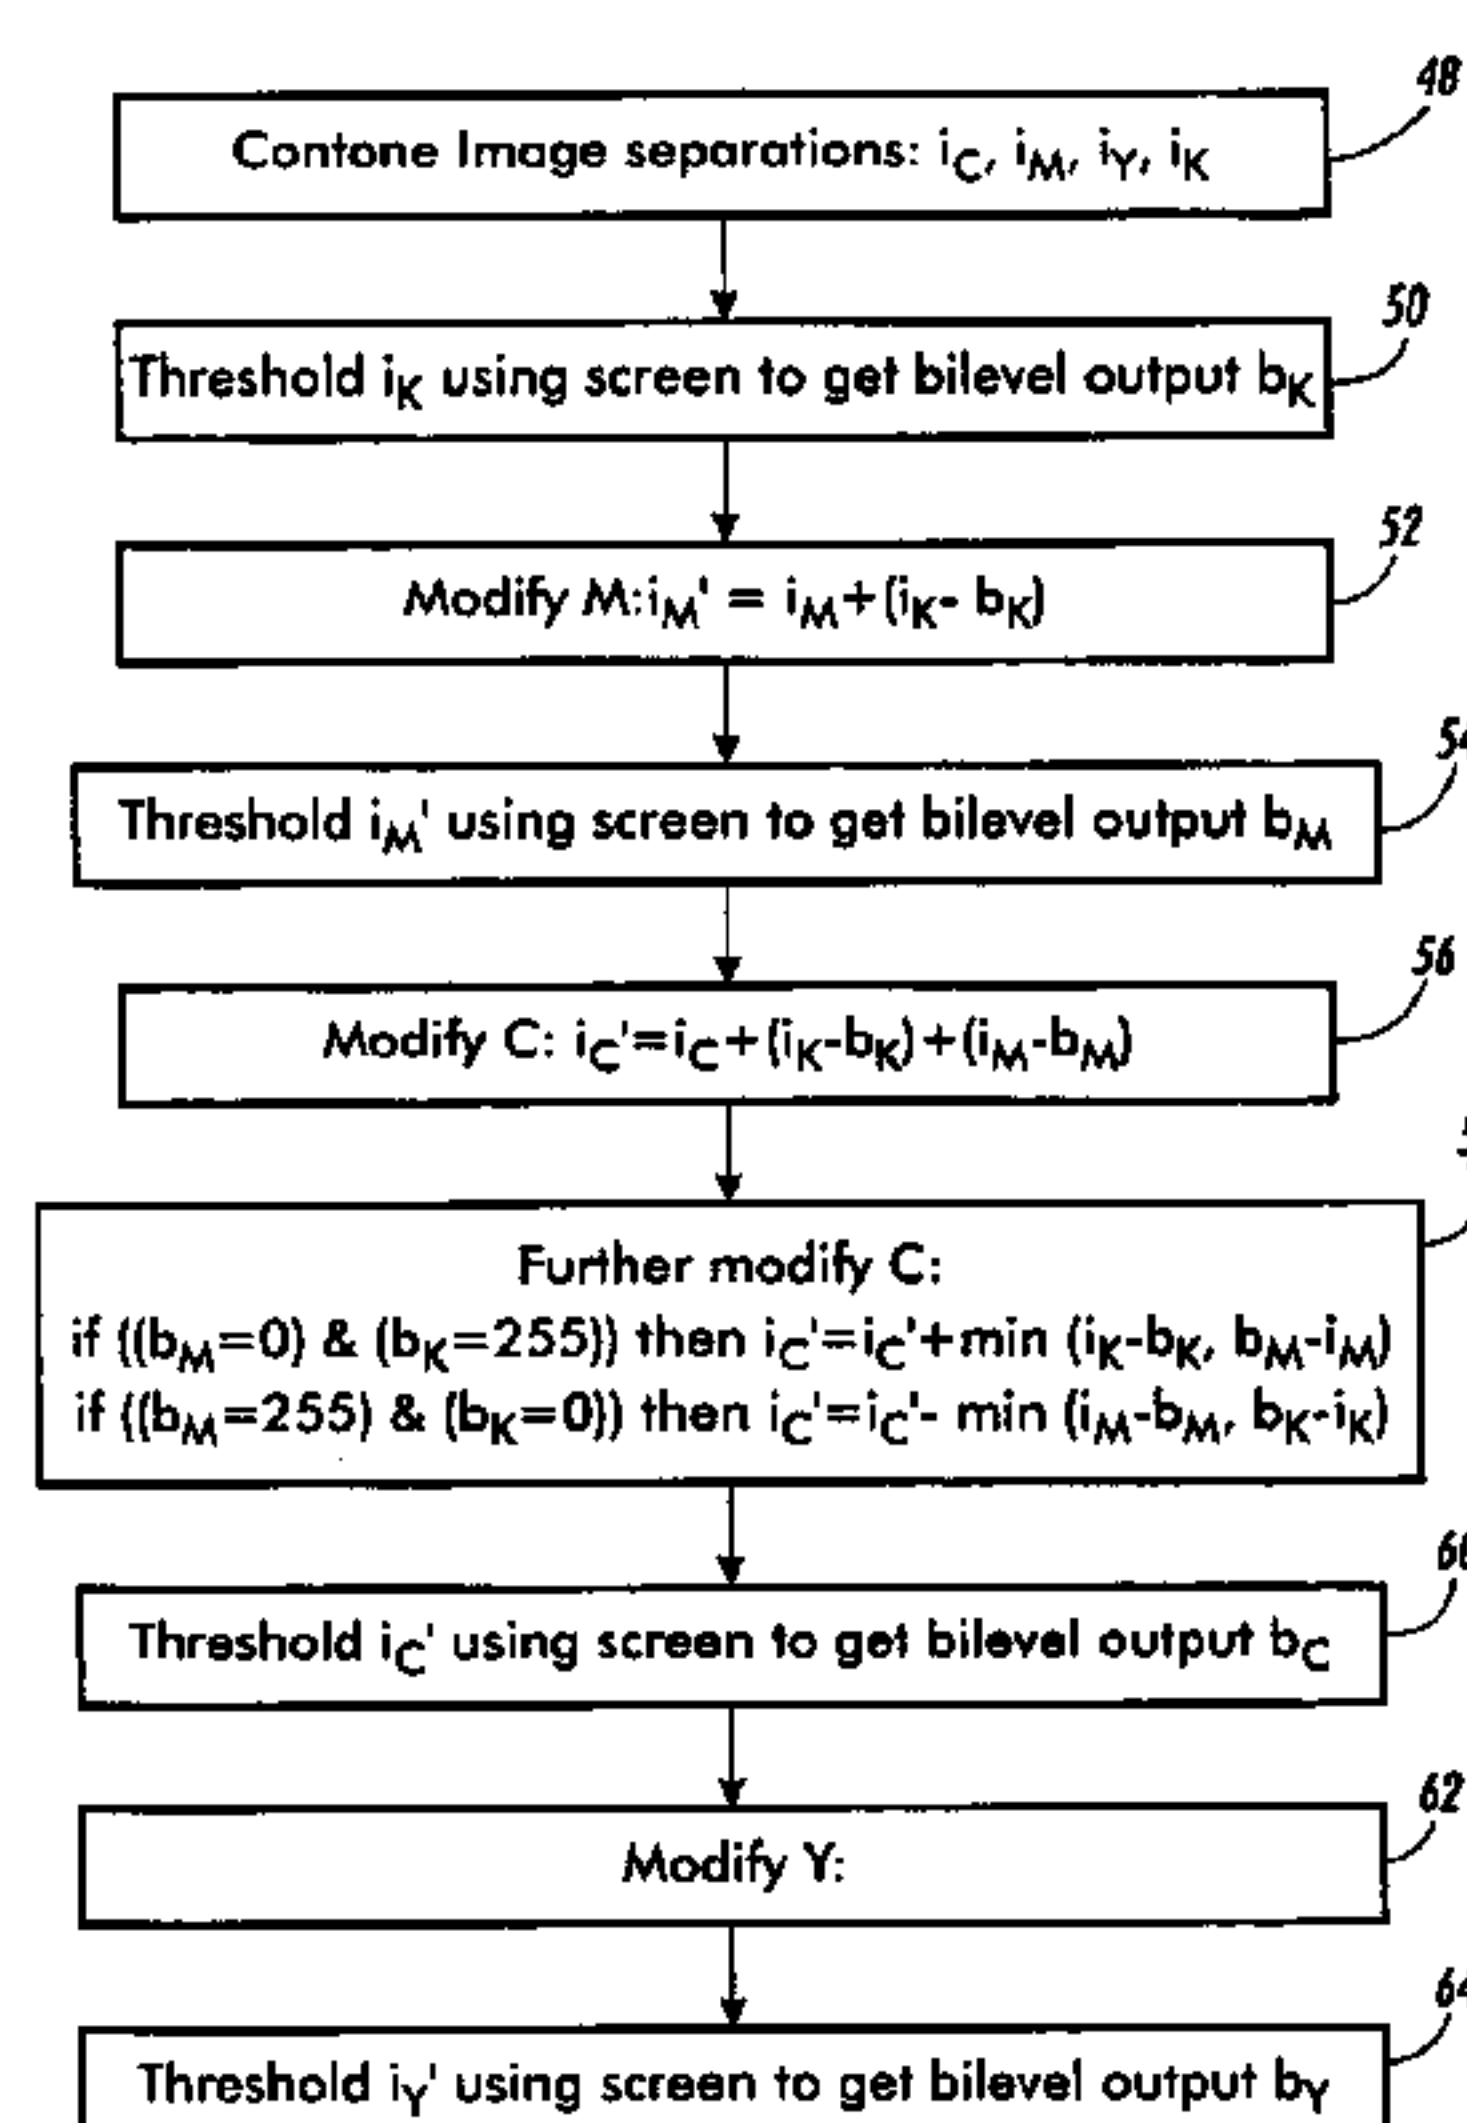 48
Contone Image separations: iC, iM, iY, iK
50
Threshold iK using screen to get bilevel output bK
52
Modify M:iM' = iM+(iK- bK)
54
Threshold iM' using screen to get bilevel output bM
56
Modify C: iC'=iC+(iK-bK)+(iM-bM)
Further modify C:
if ((bM=0) & (bK=255)) then iC'=iC'+min (iK-bK, bM-iM)
if ((bM=255) & (bK=0)) then iC'=iC'- min (iM-bM, bK-iK)
60
Threshold iC' using screen to get bilevel output bC
62
Modify Y:
64
Threshold iY' using screen to get bilevel output bY